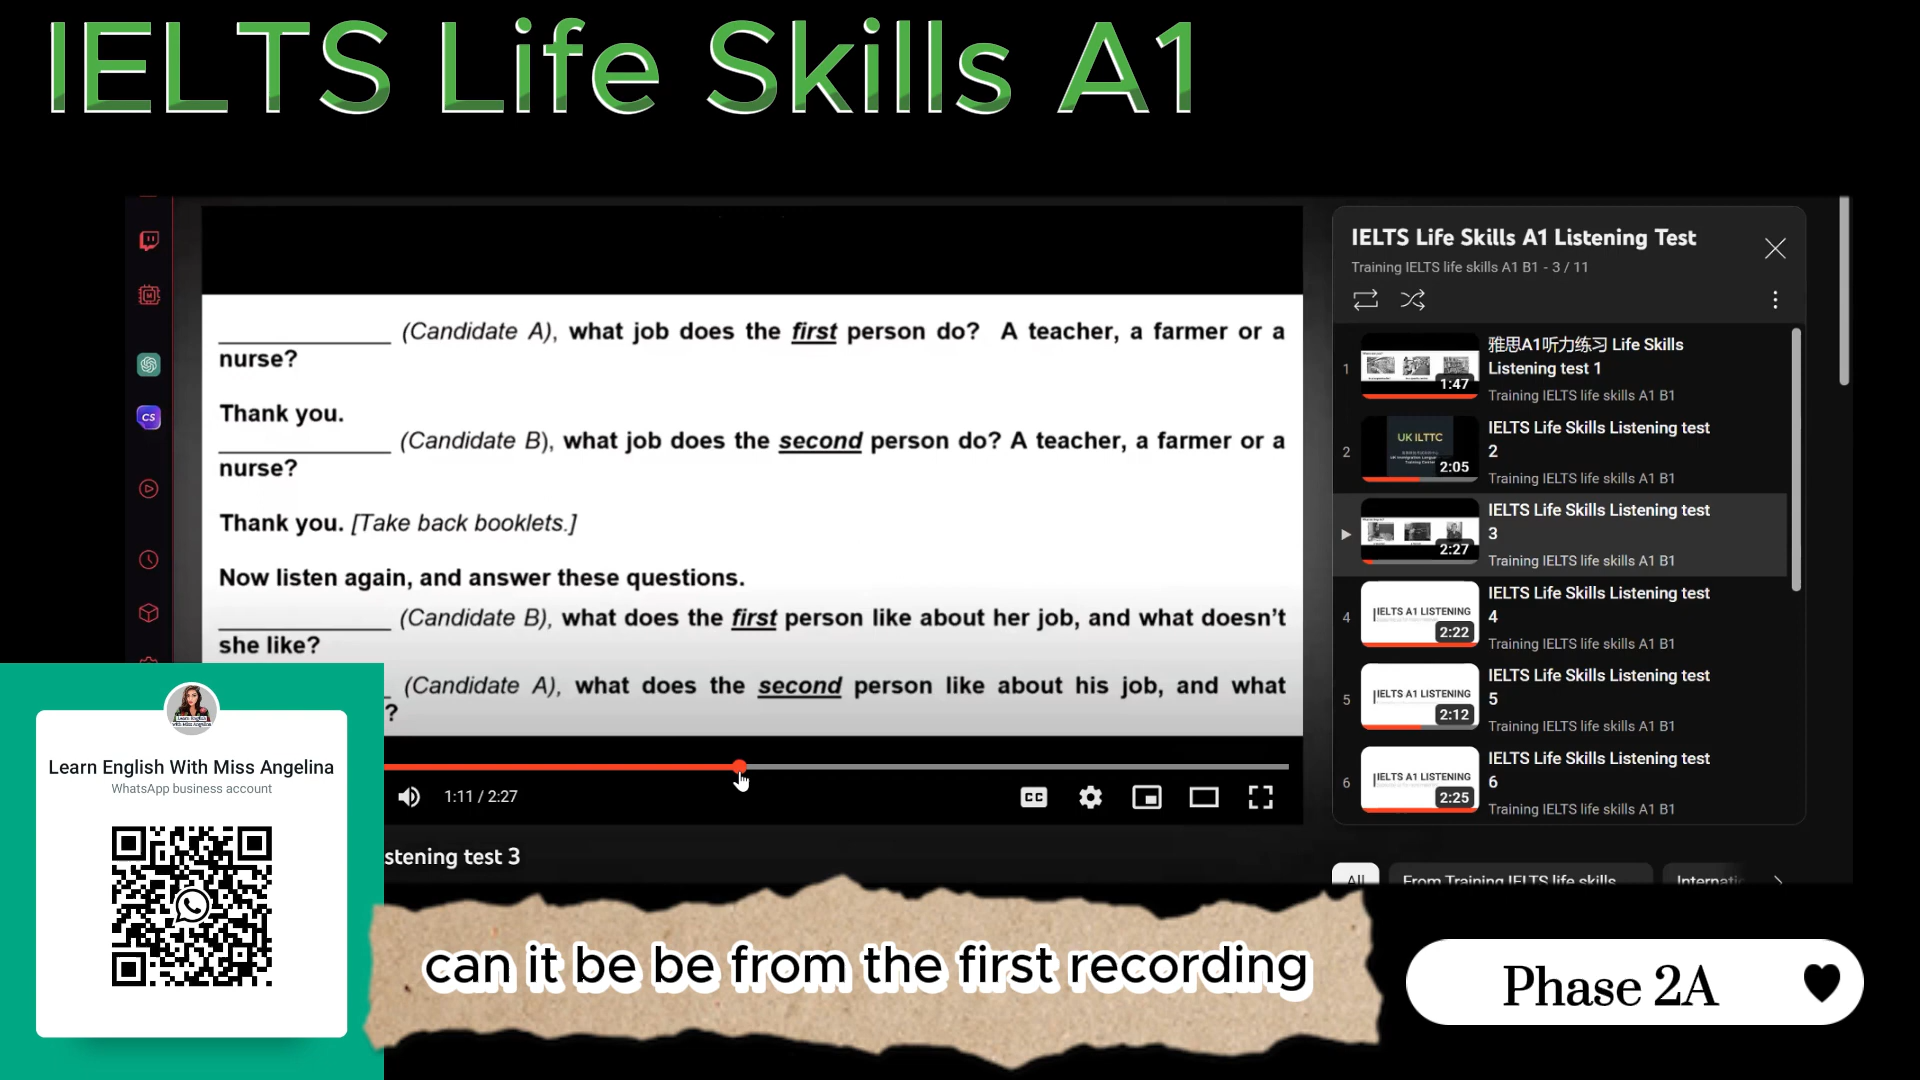 IELTS Life Skills A1
____________ (Candidate A), what job does the first person do? A teacher, a farmer or a
nurse?
Thank you.
____________ (Candidate B), what job does the second person do? A teacher, a farmer or a
nurse?
Thank you. [Take back booklets.]
Now listen again, and answer these questions.
____________ (Candidate B), what does the first person like about her job, and what doesn't
she like?
(Candidate A), what does the second person like about his job, and what
?
1:11 / 2:27
CC
stening test 3
IELTS Life Skills A1 Listening Test
Training IELTS life skills A1 B1 - 3 / 11
1
1:47
雅思A1听力练习 Life Skills
Listening test 1
Training IELTS life skills A1 B1
2
UK ILTTC
2:05
IELTS Life Skills Listening test
2
Training IELTS life skills A1 B1
2:27
IELTS Life Skills Listening test
3
Training IELTS life skills A1 B1
4
IELTS A1 LISTENING
2:22
IELTS Life Skills Listening test
4
Training IELTS life skills A1 B1
5
IELTS A1 LISTENING
2:12
IELTS Life Skills Listening test
5
Training IELTS life skills A1 B1
6
IELTS A1 LISTENING
2:25
IELTS Life Skills Listening test
6
Training IELTS life skills A1 B1
All
From Training IELTS life skills
Internati
CS
Learn English With Miss Angelina
WhatsApp business account
can it be be from the first recording
Phase 2A